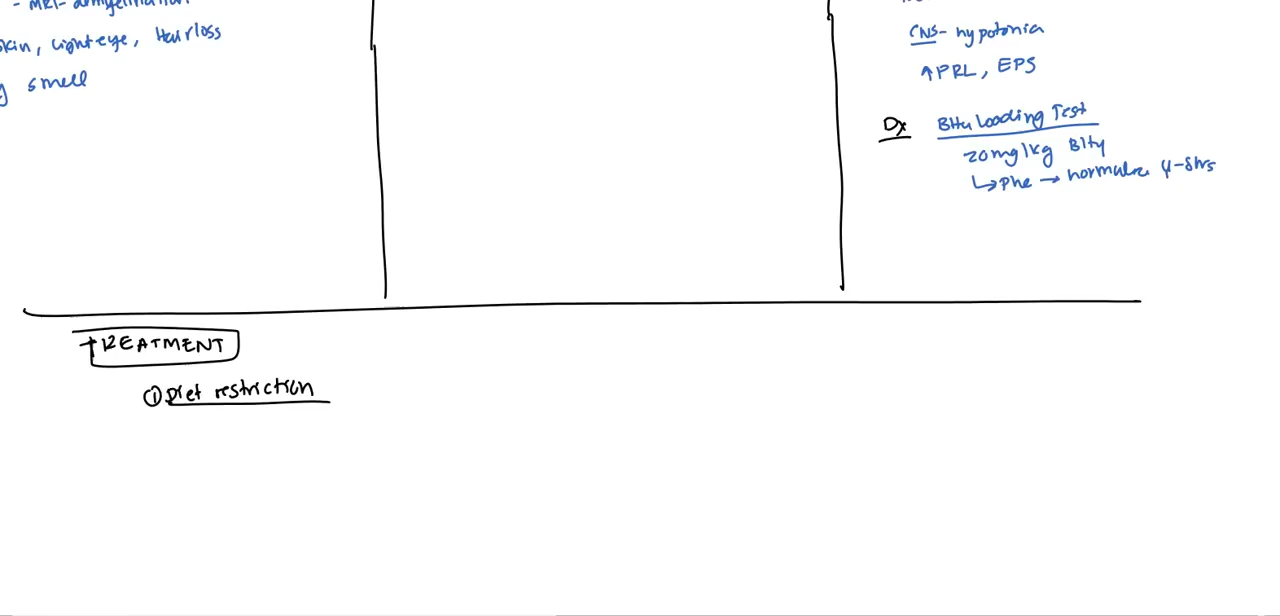 - MRI-
skin, light eye, Hair loss
smell
CNS- hypotonia
↑PRL, EPS
Dx BH4 Loading Test
20mg/kg BH4
↳Phe → normalize 4-8hrs
TREATMENT
① Diet restriction